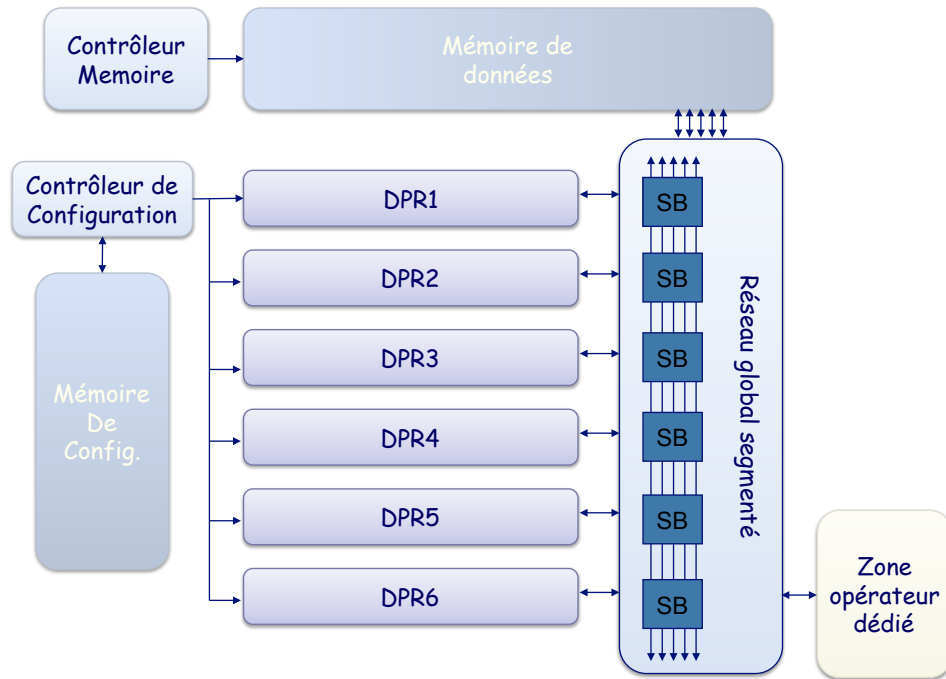 Contrôleur
Memoire
Mémoire de
données
Contrôleur de
Configuration
Mémoire
De
Config.
DPR1
DPR2
DPR3
DPR4
DPR5
DPR6
SB
SB
SB
SB
SB
SB
Réseau global segmenté
Zone
opérateur
dédié